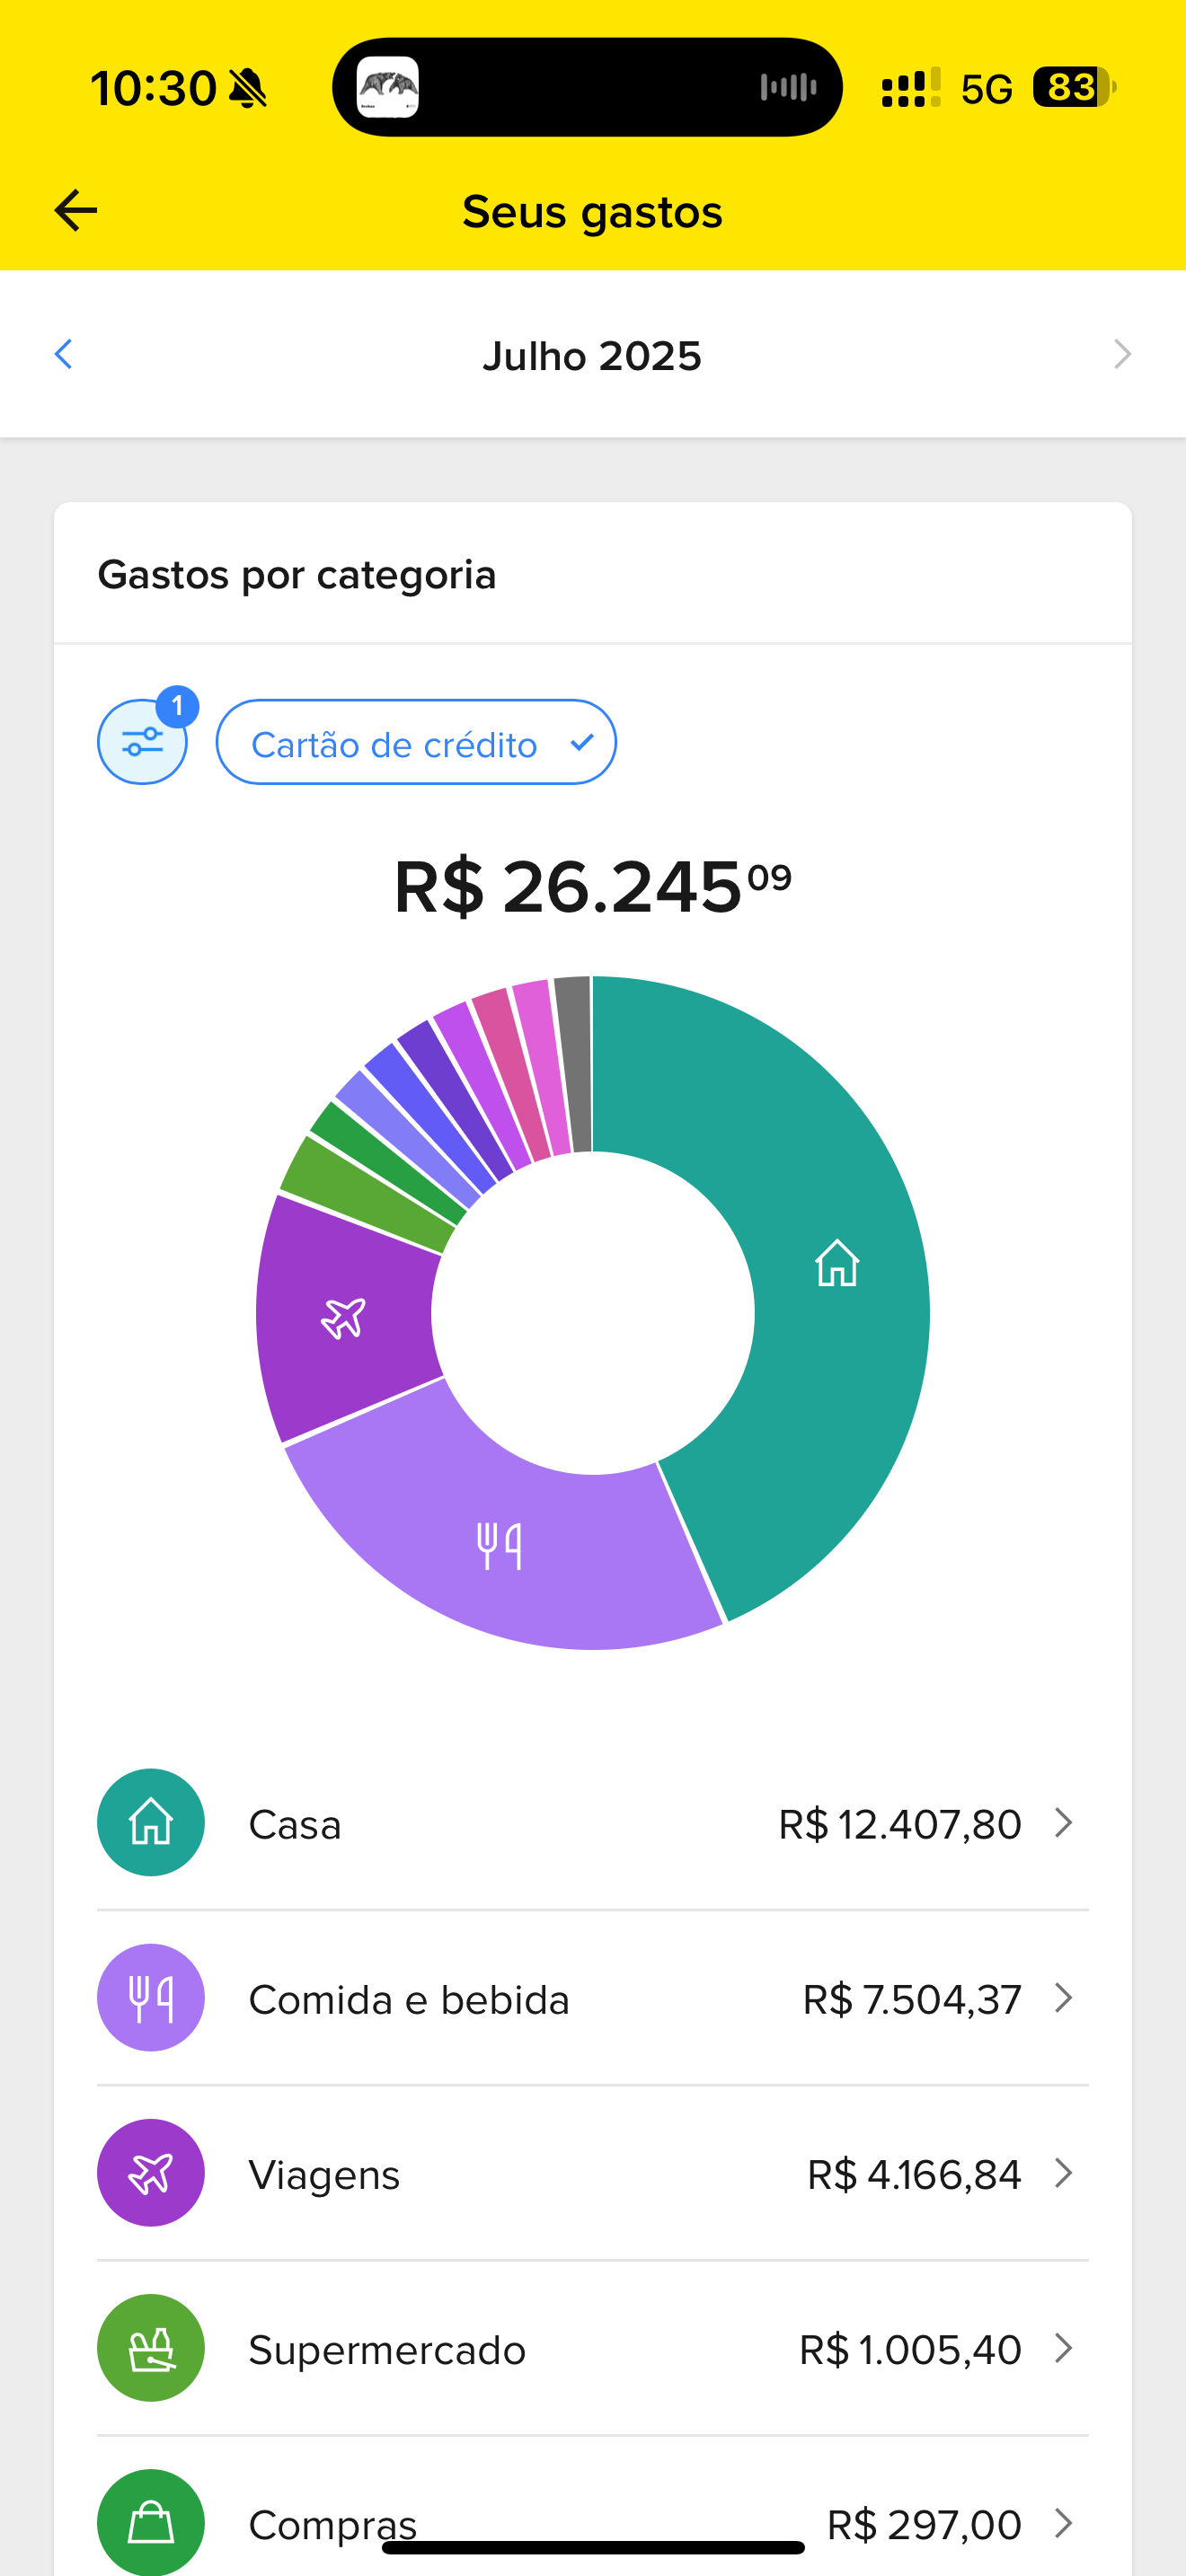 10:30
5G
83
Seus gastos
Julho 2025
Gastos por categoria
1
Cartão de crédito
R$ 26.245 09
Casa
R$ 12.407,80
Comida e bebida
R$ 7.504,37
Viagens
R$ 4.166,84
Supermercado
R$ 1.005,40
Compras
R$ 297,00